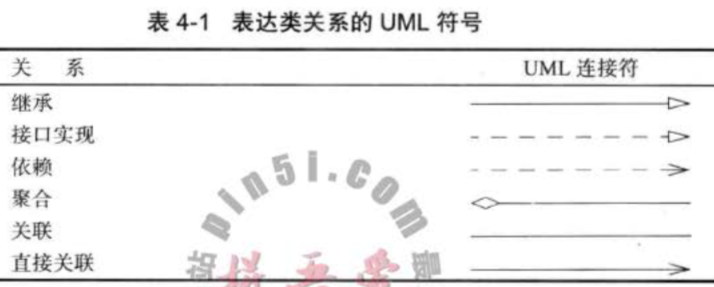 表 4-1 表达类关系的 UML 符号
关 系 UML 连接符
继承
接口实现
依赖
聚合
关联
直接关联
pin5i.com